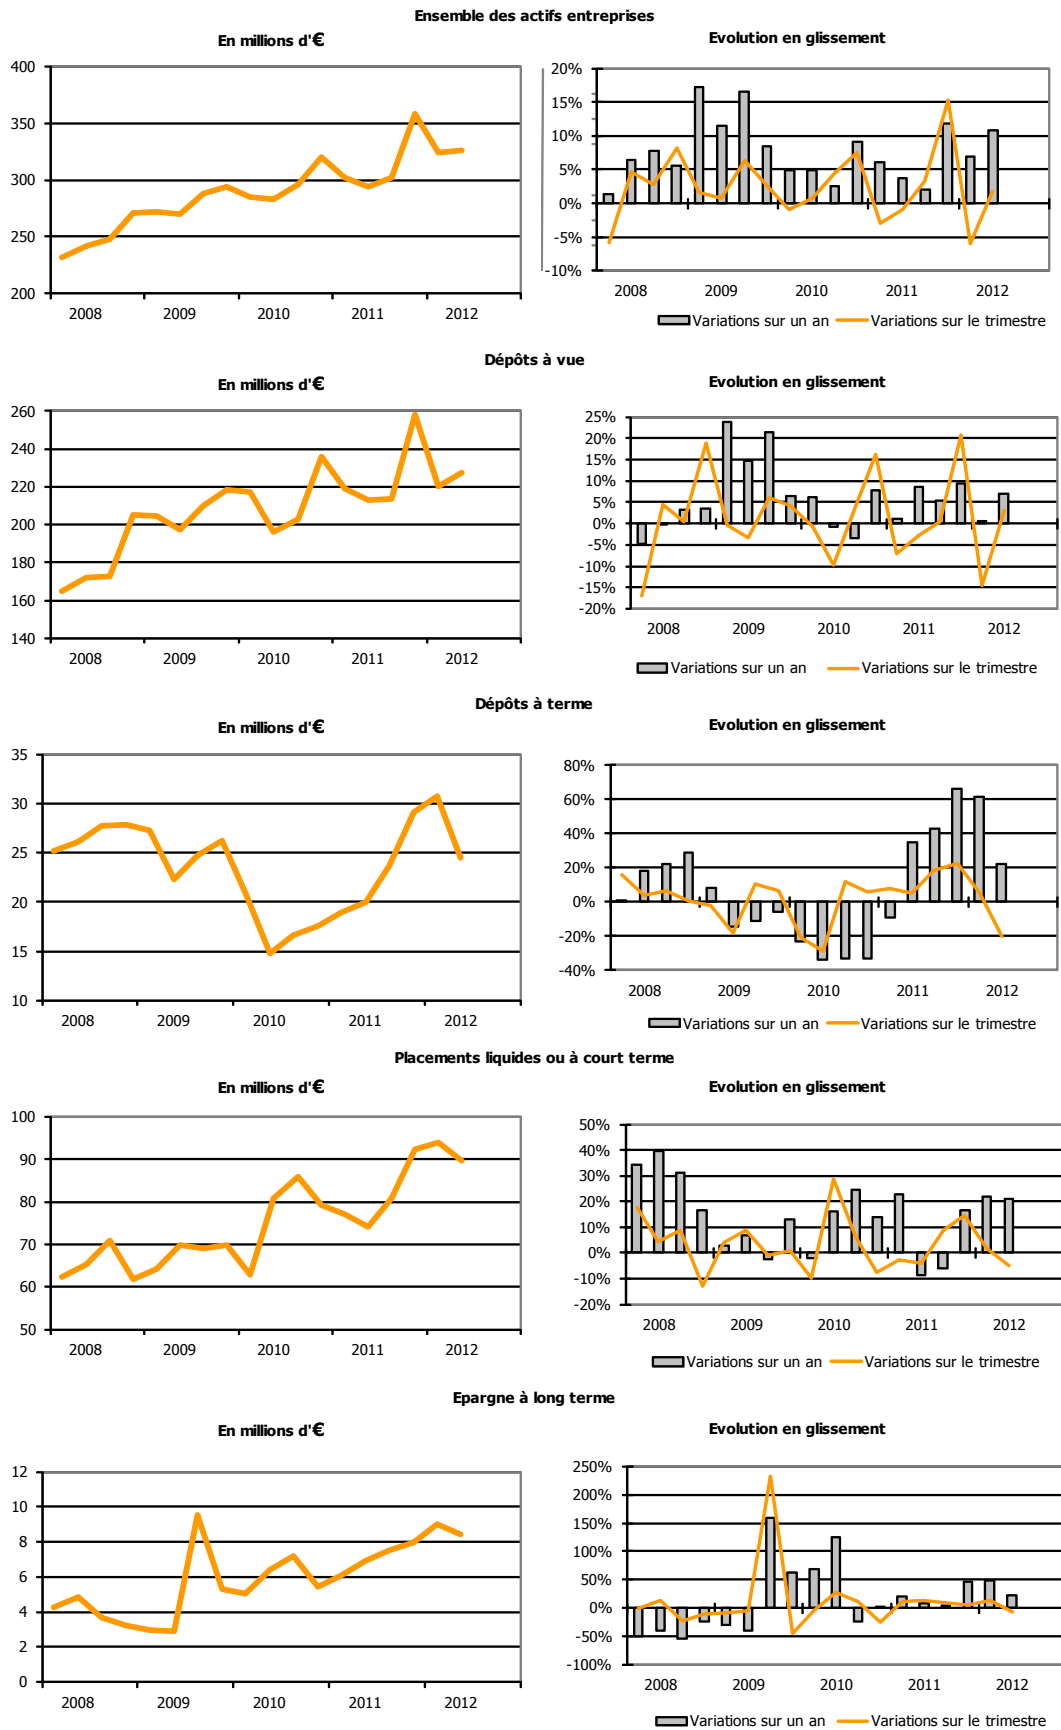 Ensemble des actifs entreprises
En millions d'€
400
350
300
250
200
2008 2009 2010 2011 2012
Evolution en glissement
20%
15%
10%
5%
0%
-5%
-10%
2008 2009 2010 2011 2012
Variations sur un an Variations sur le trimestre
Dépôts à vue
En millions d'€
260
240
220
200
180
160
140
2008 2009 2010 2011 2012
Evolution en glissement
25%
20%
15%
10%
5%
0%
-5%
-10%
-15%
-20%
2008 2009 2010 2011 2012
Variations sur un an Variations sur le trimestre
Dépôts à terme
En millions d'€
35
30
25
20
15
10
2008 2009 2010 2011 2012
Evolution en glissement
80%
60%
40%
20%
0%
-20%
-40%
2008 2009 2010 2011 2012
Variations sur un an Variations sur le trimestre
Placements liquides ou à court terme
En millions d'€
100
90
80
70
60
50
2008 2009 2010 2011 2012
Evolution en glissement
50%
40%
30%
20%
10%
0%
-10%
-20%
2008 2009 2010 2011 2012
Variations sur un an Variations sur le trimestre
Epargne à long terme
En millions d'€
12
10
8
6
4
2
0
2008 2009 2010 2011 2012
Evolution en glissement
250%
200%
150%
100%
50%
0%
-50%
-100%
2008 2009 2010 2011 2012
Variations sur un an Variations sur le trimestre